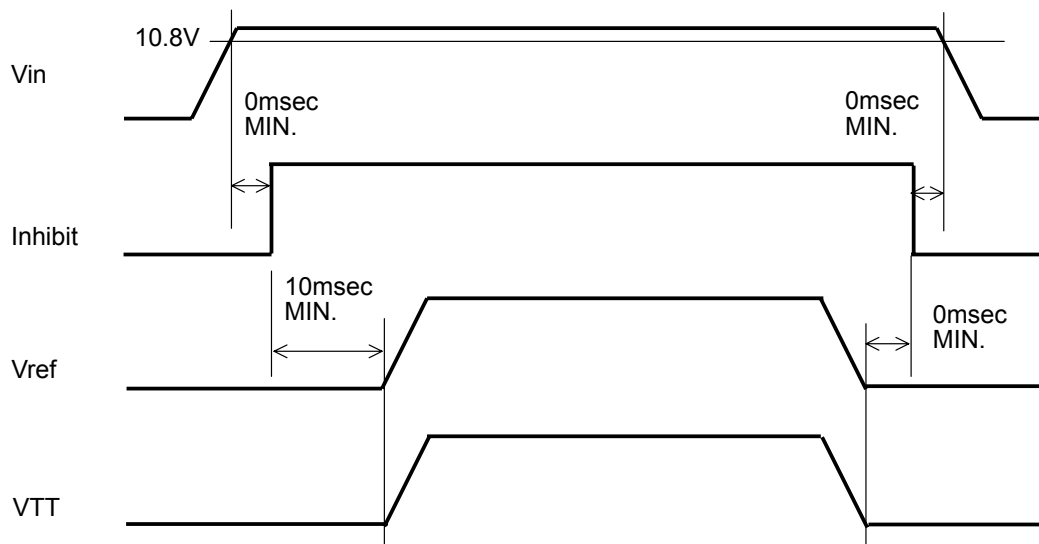 10.8V
Vin
0msec
MIN.
0msec
MIN.
Inhibit
10msec
MIN.
0msec
MIN.
Vref
VTT